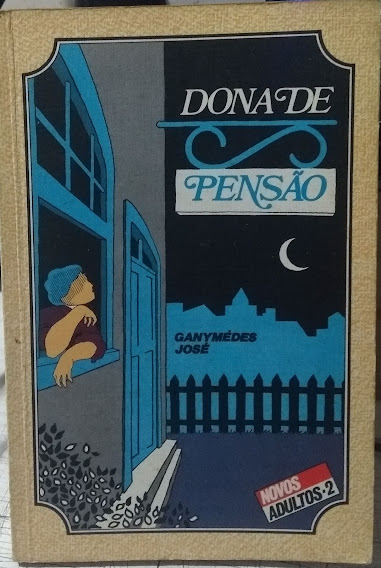 DONA DE
PENSÃO
GANYMÉDES
JOSÉ
NOVOS
ADULTOS·2